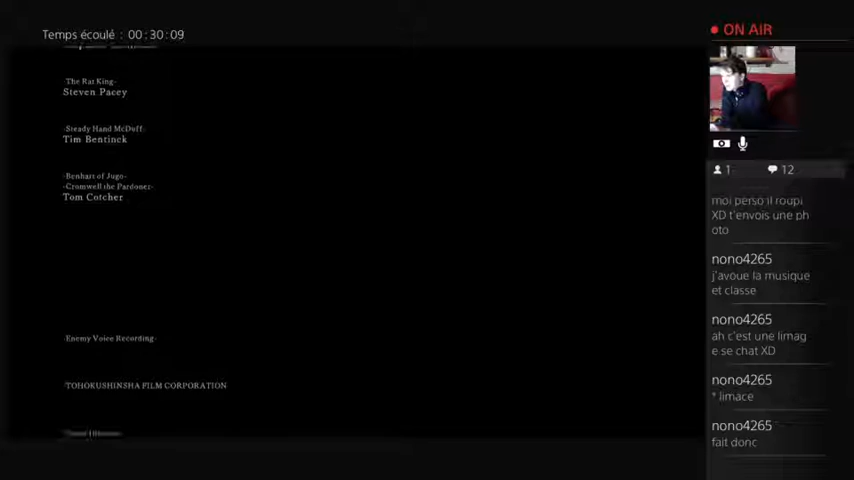 Temps écoulé : 00:30:09
ON AIR
-The Rat King-
Steven Pacey
-Steady Hand McDuff-
Tim Bentinck
-Benhart of Jugo-
-Cromwell the Pardoner-
Tom Cotcher
-Enemy Voice Recording-
TOHOKUSHINSHA FILM CORPORATION
1
12
moi perso il roupi
XD t'envois une ph
oto
nono4265
j'avoue la musique
et classe
nono4265
ah c'est une limag
e se chat XD
nono4265
* limace
nono4265
fait donc